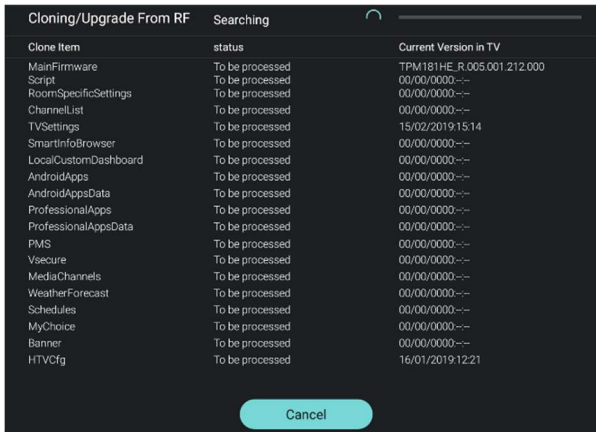 Cloning/Upgrade From RF Searching
Clone Item status Current Version in TV
MainFirmware To be processed TPM181HE_R.005.001.212.000
Script To be processed 00/00/0000:--:--
RoomSpecificSettings To be processed 00/00/0000:--:--
ChannelList To be processed 00/00/0000:--:--
TVSettings To be processed 15/02/2019:15:14
SmartInfoBrowser To be processed 00/00/0000:--:--
LocalCustomDashboard To be processed 00/00/0000:--:--
AndroidApps To be processed 00/00/0000:--:--
AndroidAppsData To be processed 00/00/0000:--:--
ProfessionalApps To be processed 00/00/0000:--:--
ProfessionalAppsData To be processed 00/00/0000:--:--
PMS To be processed 00/00/0000:--:--
Vsecure To be processed 00/00/0000:--:--
MediaChannels To be processed 00/00/0000:--:--
WeatherForecast To be processed 00/00/0000:--:--
Schedules To be processed 00/00/0000:--:--
MyChoice To be processed 00/00/0000:--:--
Banner To be processed 00/00/0000:--:--
HTVCfg To be processed 16/01/2019:12:21
Cancel